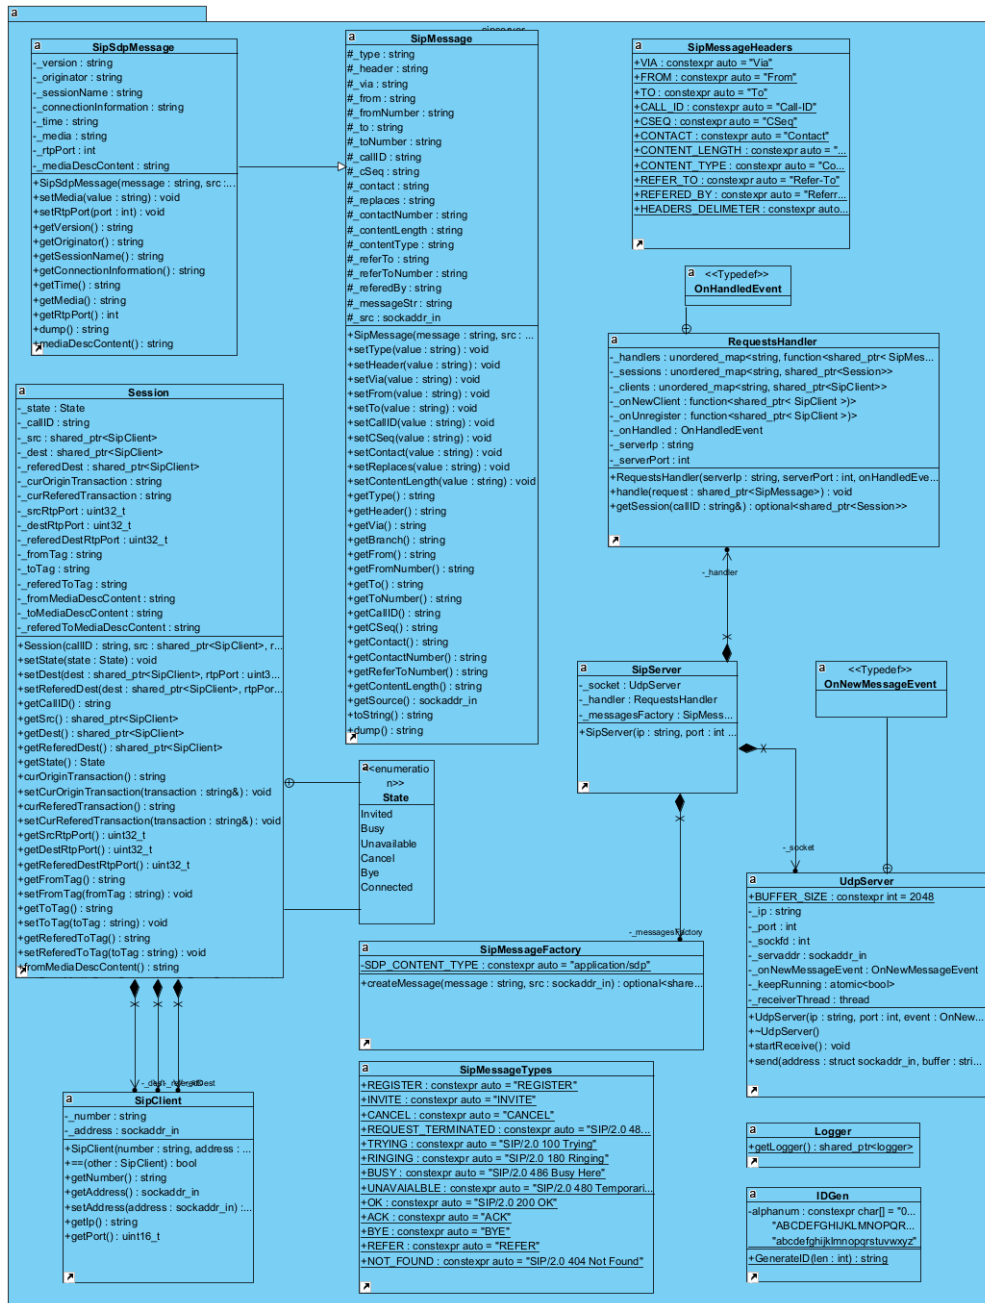 a
sipserver
a
SipSdpMessage
-_version : string
-_originator : string
-_sessionName : string
-_connectionInformation : string
-_time : string
-_media : string
-_rtpPort : int
-_mediaDescContent : string
+SipSdpMessage(message : string, src :...
+setMedia(value : string) : void
+setRtpPort(port : int) : void
+getVersion() : string
+getOriginator() : string
+getSessionName() : string
+getConnectionInformation() : string
+getTime() : string
+getMedia() : string
+getRtpPort() : int
+dump() : string
+mediaDescContent() : string
a
SipMessage
#_type : string
#_header : string
#_via : string
#_from : string
#_fromNumber : string
#_to : string
#_toNumber : string
#_callID : string
#_cSeq : string
#_contact : string
#_replaces : string
#_contactNumber : string
#_contentLength : string
#_contentType : string
#_referTo : string
#_referToNumber : string
#_referedBy : string
#_messageStr : string
#_src : sockaddr_in
+SipMessage(message : string, src : ...
+setType(value : string) : void
+setHeader(value : string) : void
+setVia(value : string) : void
+setFrom(value : string) : void
+setTo(value : string) : void
+setCallID(value : string) : void
+setCSeq(value : string) : void
+setContact(value : string) : void
+setReplaces(value : string) : void
+setContentLength(value : string) : void
+getType() : string
+getHeader() : string
+getVia() : string
+getBranch() : string
+getFrom() : string
+getFromNumber() : string
+getTo() : string
+getToNumber() : string
+getCallID() : string
+getCSeq() : string
+getContact() : string
+getContactNumber() : string
+getReferToNumber() : string
+getContentLength() : string
+getSource() : sockaddr_in
+toString() : string
+dump() : string
a
SipMessageHeaders
+VIA : constexpr auto = "Via"
+FROM : constexpr auto = "From"
+TO : constexpr auto = "To"
+CALL_ID : constexpr auto = "Call-ID"
+CSEQ : constexpr auto = "CSeq"
+CONTACT : constexpr auto = "Contact"
+CONTENT_LENGTH : constexpr auto = "...
+CONTENT_TYPE : constexpr auto = "Co...
+REFER_TO : constexpr auto = "Refer-To"
+REFERED_BY : constexpr auto = "Referr...
+HEADERS_DELIMETER : constexpr auto...
a
<<Typedef>>
OnHandledEvent
a
RequestsHandler
-_handlers : unordered_map<string, function<shared_ptr< SipMes...
-_sessions : unordered_map<string, shared_ptr<Session>>
-_clients : unordered_map<string, shared_ptr<SipClient>>
-_onNewClient : function<shared_ptr< SipClient >)>
-_onUnregister : function<shared_ptr< SipClient >)>
-_onHandled : OnHandledEvent
-_serverIp : string
-_serverPort : int
+RequestsHandler(serverIp : string, serverPort : int, onHandledEve...
+handle(request : shared_ptr<SipMessage>) : void
+getSession(callID : string&) : optional<shared_ptr<Session>>
-_handler
a
Session
-_state : State
-_callID : string
-_src : shared_ptr<SipClient>
-_dest : shared_ptr<SipClient>
-_referedDest : shared_ptr<SipClient>
-_curOriginTransaction : string
-_curReferedTransaction : string
-_srcRtpPort : uint32_t
-_destRtpPort : uint32_t
-_referedDestRtpPort : uint32_t
-_fromTag : string
-_toTag : string
-_referedToTag : string
-_fromMediaDescContent : string
-_toMediaDescContent : string
-_referedToMediaDescContent : string
+Session(callID : string, src : shared_ptr<SipClient>, r...
+setState(state : State) : void
+setDest(dest : shared_ptr<SipClient>, rtpPort : uint3...
+setReferedDest(dest : shared_ptr<SipClient>, rtpPor...
+getCallID() : string
+getSrc() : shared_ptr<SipClient>
+getDest() : shared_ptr<SipClient>
+getReferedDest() : shared_ptr<SipClient>
+getState() : State
+curOriginTransaction() : string
+setCurOriginTransaction(transaction : string&) : void
+curReferedTransaction() : string
+setCurReferedTransaction(transaction : string&) : void
+getSrcRtpPort() : uint32_t
+getDestRtpPort() : uint32_t
+getReferedDestRtpPort() : uint32_t
+getFromTag() : string
+setFromTag(fromTag : string) : void
+getToTag() : string
+setToTag(toTag : string) : void
+getReferedToTag() : string
+setReferedToTag(toTag : string) : void
+fromMediaDescContent() : string
a
<<enumeratio
n>>
State
Invited
Busy
Unavailable
Cancel
Bye
Connected
a
SipServer
-_socket : UdpServer
-_handler : RequestsHandler
-_messagesFactory : SipMess...
+SipServer(ip : string, port : int ...
a
<<Typedef>>
OnNewMessageEvent
-_socket
-_messagesFactory
a
SipMessageFactory
-SDP_CONTENT_TYPE : constexpr auto = "application/sdp"
+createMessage(message : string, src : sockaddr_in) : optional<share...
a
UdpServer
+BUFFER_SIZE : constexpr int = 2048
-_ip : string
-_port : int
-_sockfd : int
-_servaddr : sockaddr_in
-_onNewMessageEvent : OnNewMessageEvent
-_keepRunning : atomic<bool>
-_receiverThread : thread
+UdpServer(ip : string, port : int, event : OnNew...
+~UdpServer()
+startReceive() : void
+send(address : struct sockaddr_in, buffer : stri...
a
SipClient
-_number : string
-_address : sockaddr_in
+SipClient(number : string, address : ...
+==(other : SipClient) : bool
+getNumber() : string
+getAddress() : sockaddr_in
+setAddress(address : sockaddr_in) :...
+getIp() : string
+getPort() : uint16_t
a
SipMessageTypes
+REGISTER : constexpr auto = "REGISTER"
+INVITE : constexpr auto = "INVITE"
+CANCEL : constexpr auto = "CANCEL"
+REQUEST_TERMINATED : constexpr auto = "SIP/2.0 48...
+TRYING : constexpr auto = "SIP/2.0 100 Trying"
+RINGING : constexpr auto = "SIP/2.0 180 Ringing"
+BUSY : constexpr auto = "SIP/2.0 486 Busy Here"
+UNAVAIALBLE : constexpr auto = "SIP/2.0 480 Temporari...
+OK : constexpr auto = "SIP/2.0 200 OK"
+ACK : constexpr auto = "ACK"
+BYE : constexpr auto = "BYE"
+REFER : constexpr auto = "REFER"
+NOT_FOUND : constexpr auto = "SIP/2.0 404 Not Found"
a
Logger
+getLogger() : shared_ptr<logger>
a
IDGen
-alphanum : constexpr char[] = "0...
"ABCDEFGHIJKLMNOPQR...
"abcdefghijklmnopqrstuvwxyz"
+GenerateID(len : int) : string